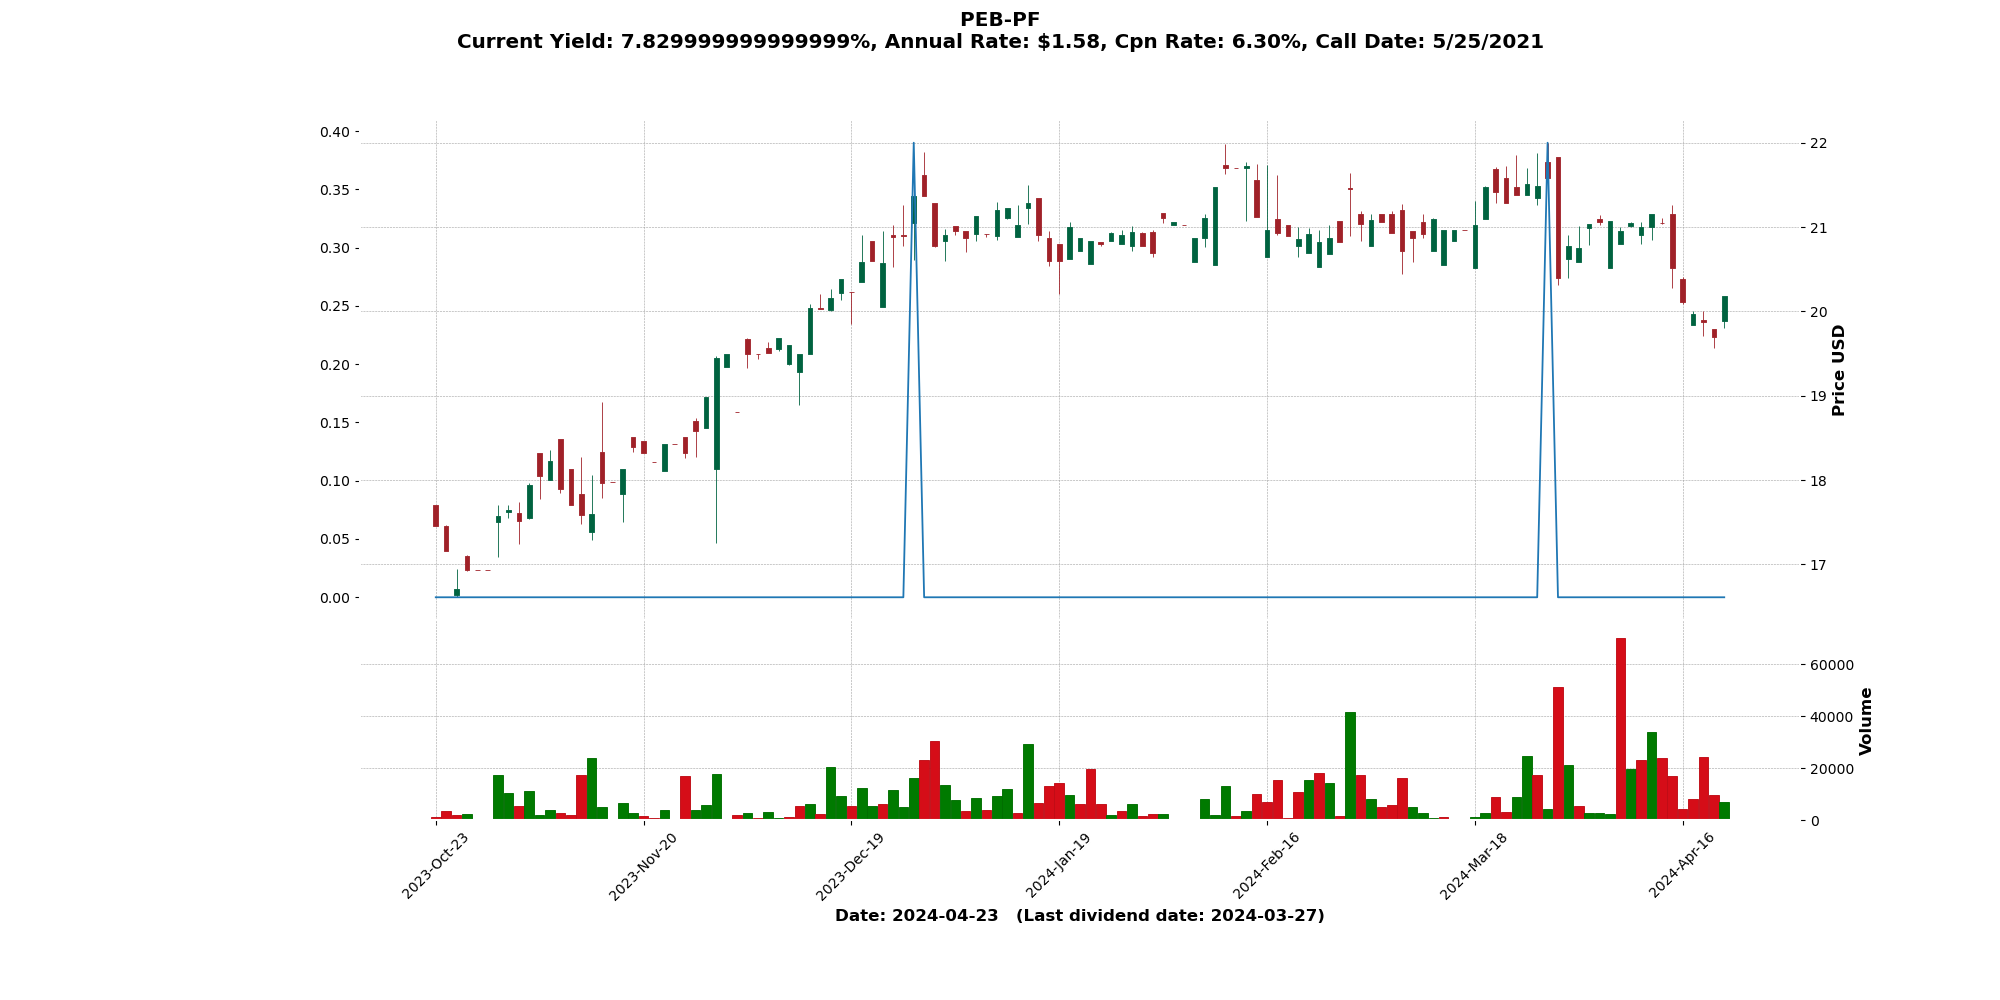 PEB-PF
Current Yield: 7.829999999999999%, Annual Rate: $1.58, Cpn Rate: 6.30%, Call Date: 5/25/2021
0.40
0.35
0.30
0.25
0.20
0.15
0.10
0.05
0.00
22
21
20
19
18
17
Price USD
60000
40000
20000
0
Volume
2023-Oct-23
2023-Nov-20
2023-Dec-19
2024-Jan-19
2024-Feb-16
2024-Mar-18
2024-Apr-16
Date: 2024-04-23 (Last dividend date: 2024-03-27)